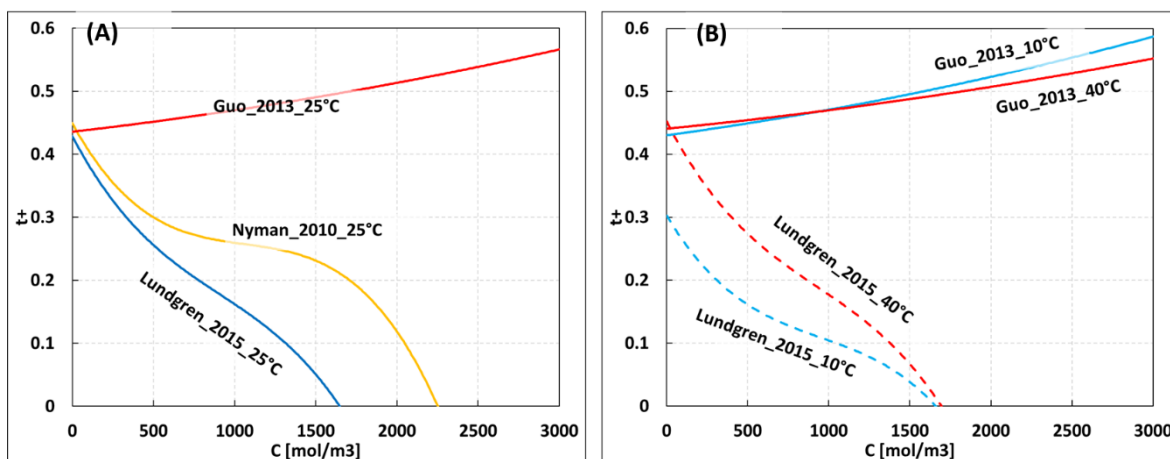 (A)
0.6
0.5
0.4
0.3
0.2
0.1
0
t+
Guo_2013_25°C
Nyman_2010_25°C
Lundgren_2015_25°C
0 500 1000 1500 2000 2500 3000
C [mol/m3]
(B)
0.6
0.5
0.4
0.3
0.2
0.1
0
t+
Guo_2013_10°C
Guo_2013_40°C
Lundgren_2015_40°C
Lundgren_2015_10°C
0 500 1000 1500 2000 2500 3000
C [mol/m3]